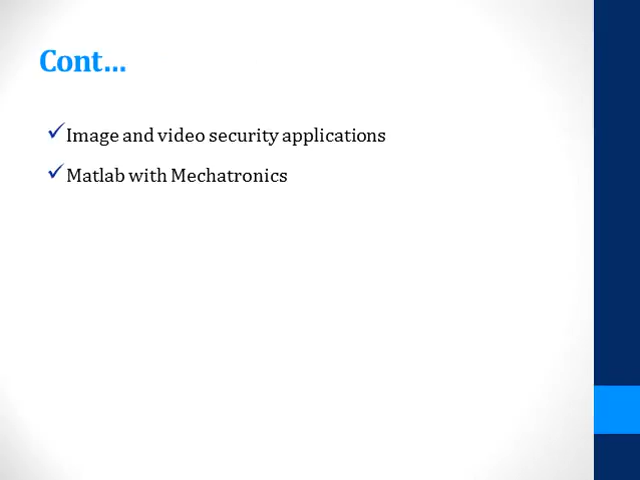 Cont...
✓Image and video security applications
✓Matlab with Mechatronics